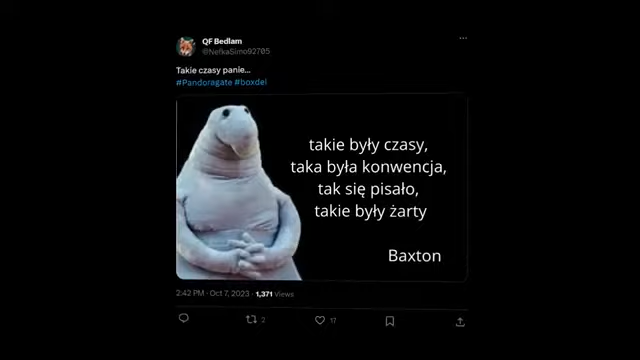 QF Bedlam
@NefkaSimo92705
Takie czasy panie...
#Pandoragate #boxdel
takie były czasy,
taka była konwencja,
tak się pisało,
takie były żarty
Baxton
2:42 PM · Oct 7, 2023 · 1,371 Views
2
17